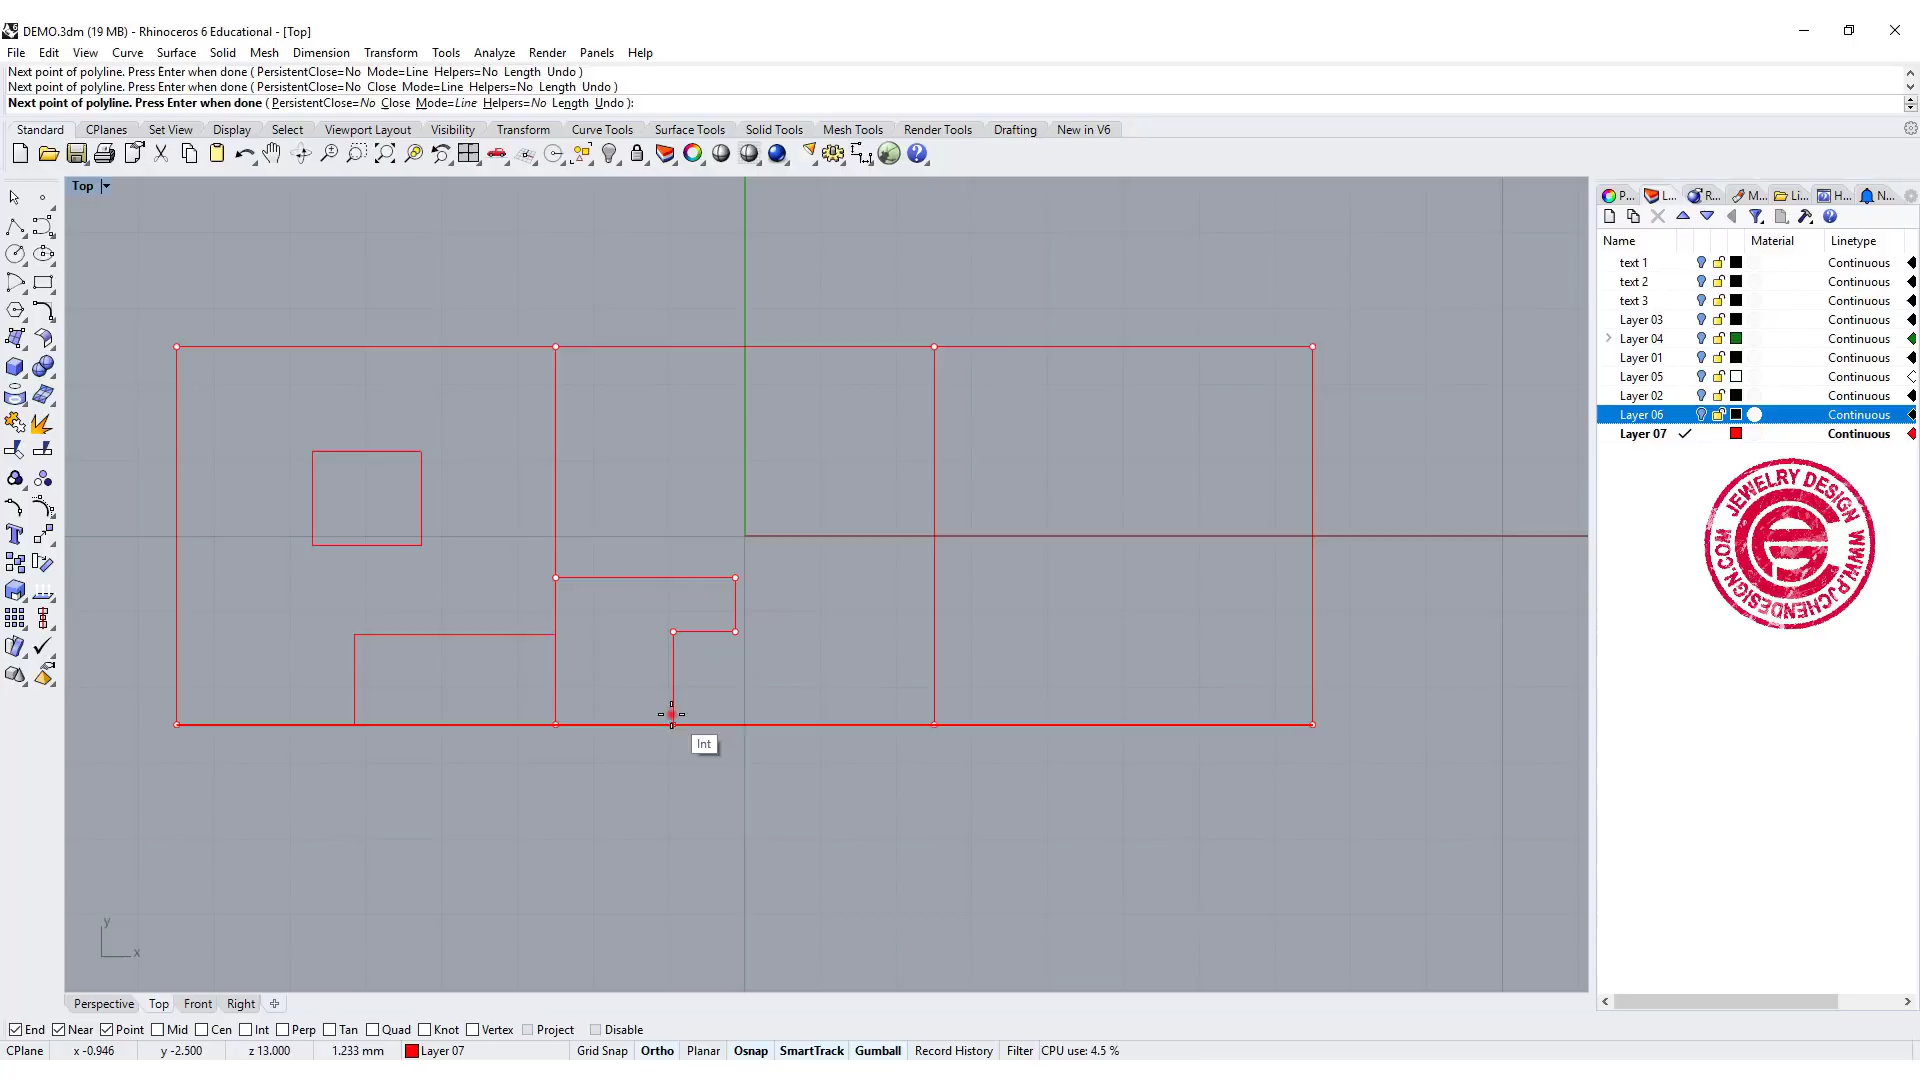 DEMO.3dm (19 MB) - Rhinoceros 6 Educational - [Top]
File Edit View Curve Surface Solid Mesh Dimension Transform Tools Analyze Render Panels Help
Next point of polyline. Press Enter when done ( PersistentClose=No Mode=Line Helpers=No Length Undo )
Next point of polyline. Press Enter when done ( PersistentClose=No Close Mode=Line Helpers=No Length Undo )
Next point of polyline. Press Enter when done ( PersistentClose=No Close Mode=Line Helpers=No Length Undo ):
Standard CPlanes Set View Display Select Viewport Layout Visibility Transform Curve Tools Surface Tools Solid Tools Mesh Tools Render Tools Drafting New in V6
Top
P... L... R... M... Li... H... N...
Name Material Linetype
text 1 Continuous
text 2 Continuous
text 3 Continuous
Layer 03 Continuous
Layer 04 Continuous
Layer 01 Continuous
Layer 05 Continuous
Layer 02 Continuous
Layer 06 Continuous
Layer 07 Continuous
JEWELRY DESIGN
WWW.PJCHENDESIGN.COM
Int
y
x
Perspective Top Front Right
End Near Point Mid Cen Int Perp Tan Quad Knot Vertex Project Disable
CPlane x -0.946 y -2.500 z 13.000 1.233 mm Layer 07 Grid Snap Ortho Planar Osnap SmartTrack Gumball Record History Filter CPU use: 4.5 %